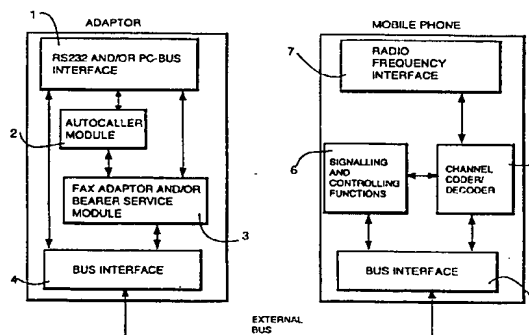 ADAPTOR
1
RS232 AND/OR PC-BUS
INTERFACE
2
AUTOCALLER
MODULE
FAX ADAPTOR AND/OR
BEARER SERVICE
MODULE
3
4
BUS INTERFACE
MOBILE PHONE
7
RADIO
FREQUENCY
INTERFACE
6
SIGNALLING
AND
CONTROLLING
FUNCTIONS
CHANNEL
CODER/
DECODER
BUS INTERFACE
EXTERNAL
BUS